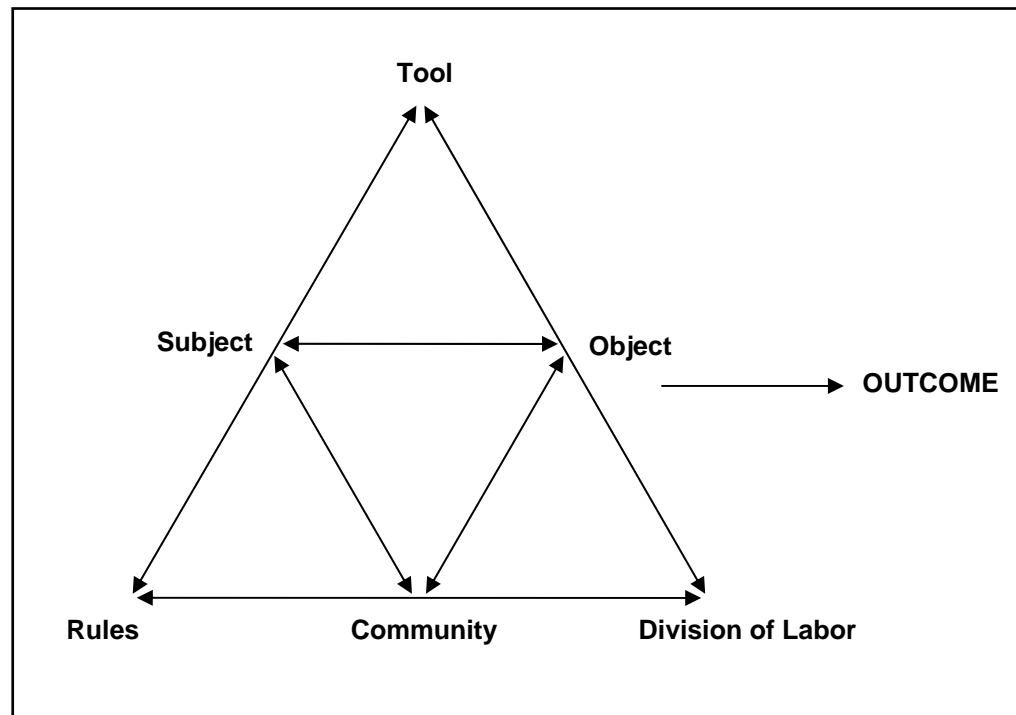 Tool
Subject
Object
OUTCOME
Rules
Community
Division of Labor